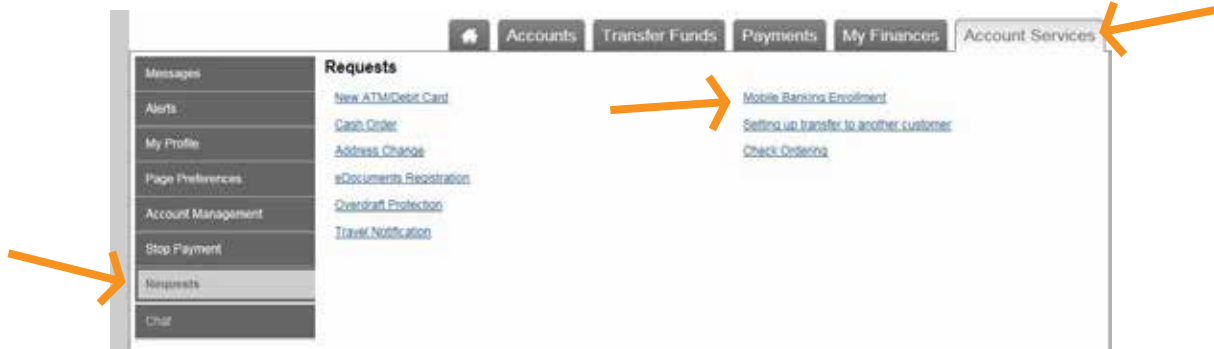 Accounts
Transfer Funds
Payments
My Finances
Account Services
Messages
Alerts
My Profile
Page Preferences
Account Management
Stop Payment
Requests
Chat
Requests
New ATM/Debit Card
Cash Order
Address Change
eDocuments Registration
Overdraft Protection
Travel Notification
Mobile Banking Enrollment
Setting up transfer to another customer
Check Ordering